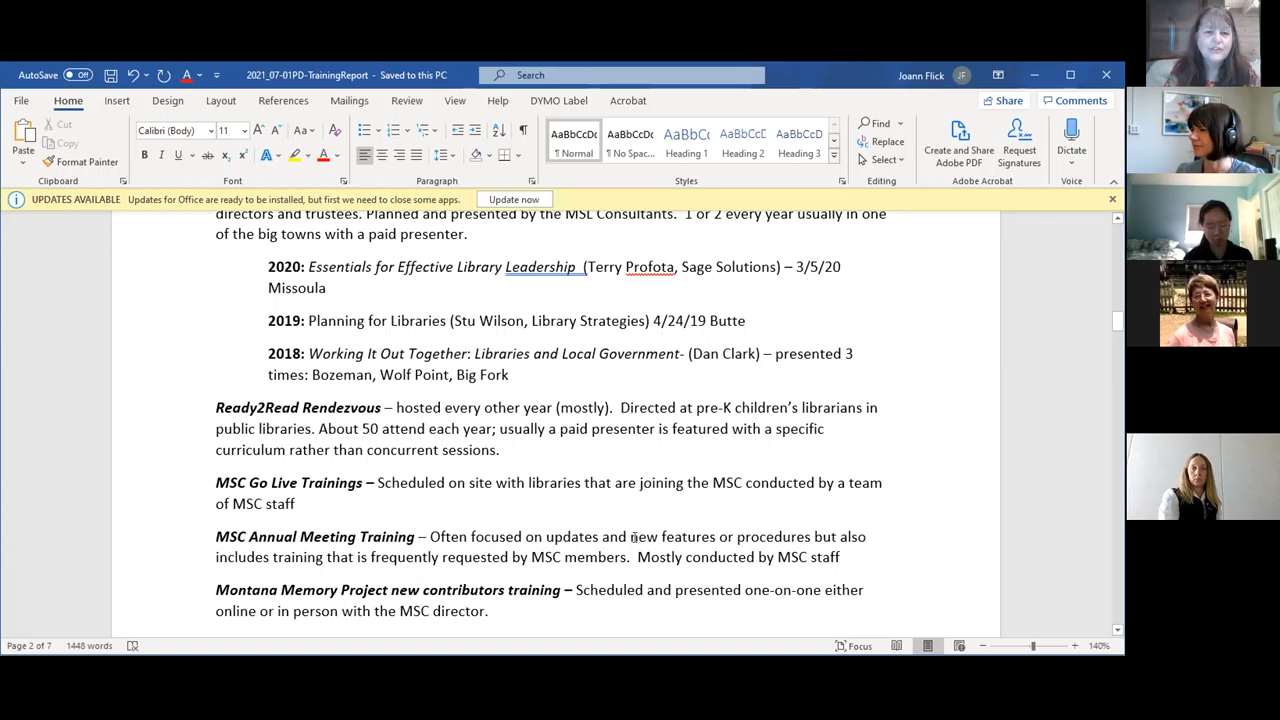 AutoSave Off 2021_07-01PD-TrainingReport - Saved to this PC Search Joann Flick JF
File Home Insert Design Layout References Mailings Review View Help DYMO Label Acrobat Share Comments
Paste Cut Copy Format Painter
Clipboard
Calibri (Body) 11
Font
Paragraph
AaBbCcDc AaBbCcDc AaBbCc AaBbCcD AaBbCcD
¶ Normal ¶ No Spac... Heading 1 Heading 2 Heading 3
Styles
Find
Replace
Select
Editing
Create and Share Adobe PDF
Request Signatures
Adobe Acrobat
Dictate
Voice
UPDATES AVAILABLE Updates for Office are ready to be installed, but first we need to close some apps. Update now
directors and trustees. Planned and presented by the MSL Consultants. 1 or 2 every year usually in one
of the big towns with a paid presenter.
2020: Essentials for Effective Library Leadership (Terry Profota, Sage Solutions) – 3/5/20
Missoula
2019: Planning for Libraries (Stu Wilson, Library Strategies) 4/24/19 Butte
2018: Working It Out Together: Libraries and Local Government- (Dan Clark) – presented 3
times: Bozeman, Wolf Point, Big Fork
Ready2Read Rendezvous – hosted every other year (mostly). Directed at pre-K children’s librarians in
public libraries. About 50 attend each year; usually a paid presenter is featured with a specific
curriculum rather than concurrent sessions.
MSC Go Live Trainings – Scheduled on site with libraries that are joining the MSC conducted by a team
of MSC staff
MSC Annual Meeting Training – Often focused on updates and new features or procedures but also
includes training that is frequently requested by MSC members. Mostly conducted by MSC staff
Montana Memory Project new contributors training – Scheduled and presented one-on-one either
online or in person with the MSC director.
Page 2 of 7 1448 words Focus 140%